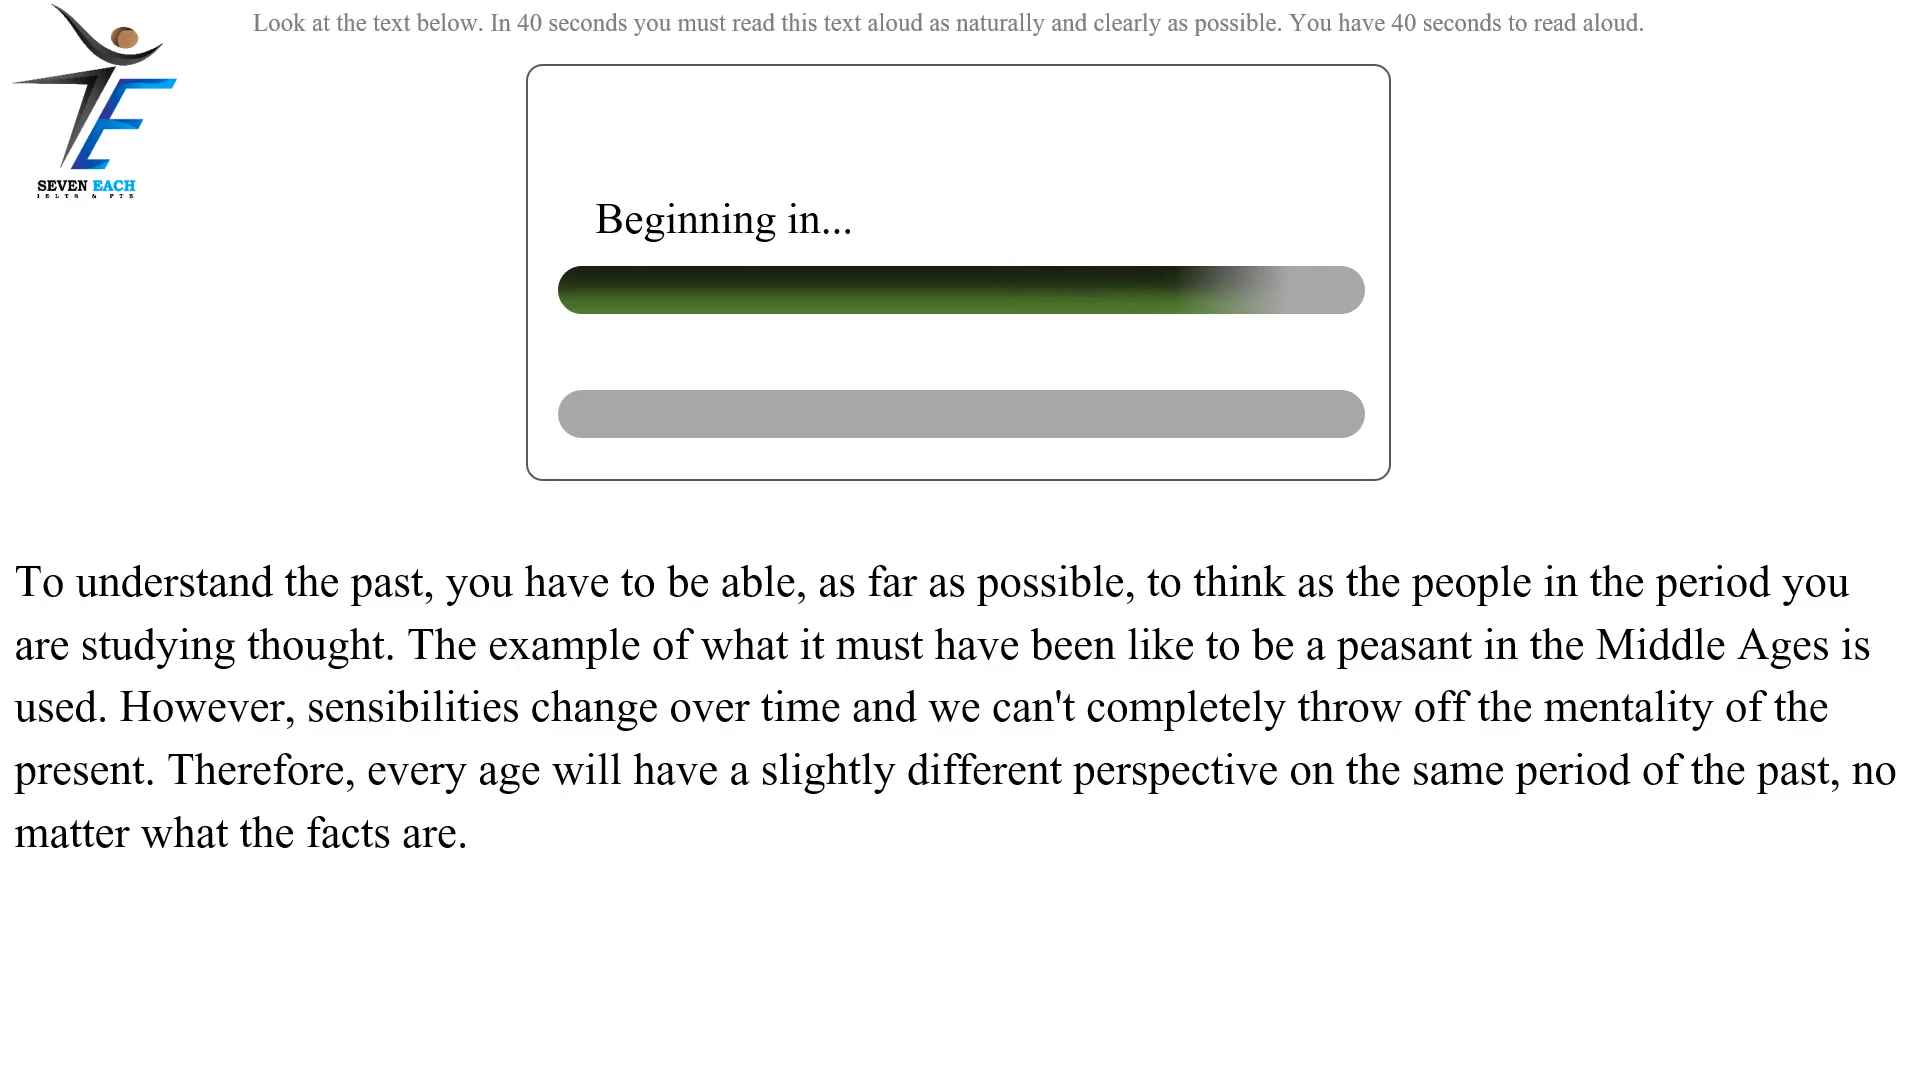 Look at the text below. In 40 seconds you must read this text aloud as naturally and clearly as possible. You have 40 seconds to read aloud.
SEVEN EACH
IELTS & PTE
Beginning in...
To understand the past, you have to be able, as far as possible, to think as the people in the period you
are studying thought. The example of what it must have been like to be a peasant in the Middle Ages is
used. However, sensibilities change over time and we can't completely throw off the mentality of the
present. Therefore, every age will have a slightly different perspective on the same period of the past, no
matter what the facts are.